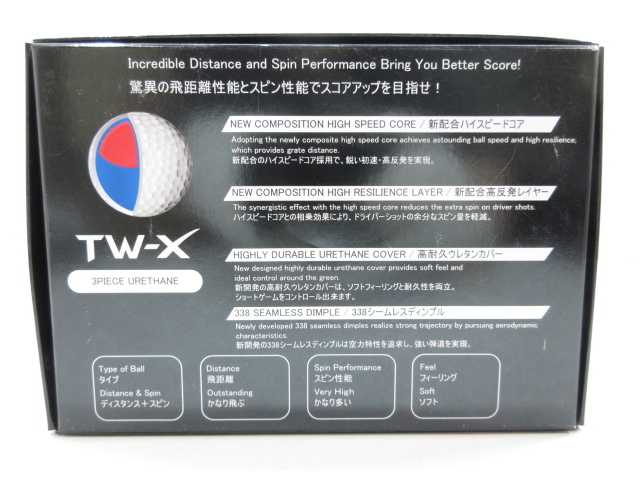 Incredible Distance and Spin Performance Bring You Better Score!
驚異の飛距離性能とスピン性能でスコアアップを目指せ！
NEW COMPOSITION HIGH SPEED CORE / 新配合ハイスピードコア
Adopting the newly composite high speed core achieves astounding ball speed and high resilience,
which provides grate distance.
新配合のハイスピードコア採用で、鋭い初速・高反発を実現。
NEW COMPOSITION HIGH RESILIENCE LAYER / 新配合高反発レイヤー
The synergistic effect with the high speed core reduces the extra spin on driver shots.
ハイスピードコアとの相乗効果により、ドライバーショットの余分なスピン量を軽減。
TW-X
3PIECE URETHANE
HIGHLY DURABLE URETHANE COVER / 高耐久ウレタンカバー
New designed highly durable urethane cover provides soft feel and
ideal control around the green.
新開発の高耐久ウレタンカバーは、ソフトフィーリングと耐久性を両立。
ショートゲームをコントロール出来ます。
338 SEAMLESS DIMPLE / 338シームレスディンプル
Newly developed 338 seamless dimples realize strong trajectory by pursuing aerodynamic
characteristics.
新開発の338シームレスディンプルは空力特性を追求し、強い弾道を実現。
Type of Ball
タイプ
Distance & Spin
ディスタンス＋スピン
Distance
飛距離
Outstanding
かなり飛ぶ
Spin Performance
スピン性能
Very High
かなり多い
Feel
フィーリング
Soft
ソフト